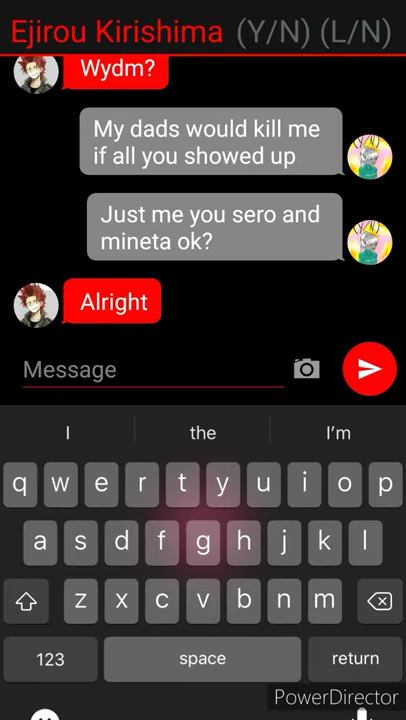 Ejirou Kirishima (Y/N) (L/N)
Wydm?
My dads would kill me
if all you showed up
(Y/N)
Just me you sero and
mineta ok?
(Y/N)
Alright
Message
I the I'm
q w e r t y u i o p
a s d f g h j k l
z x c v b n m
123 space return
PowerDirector